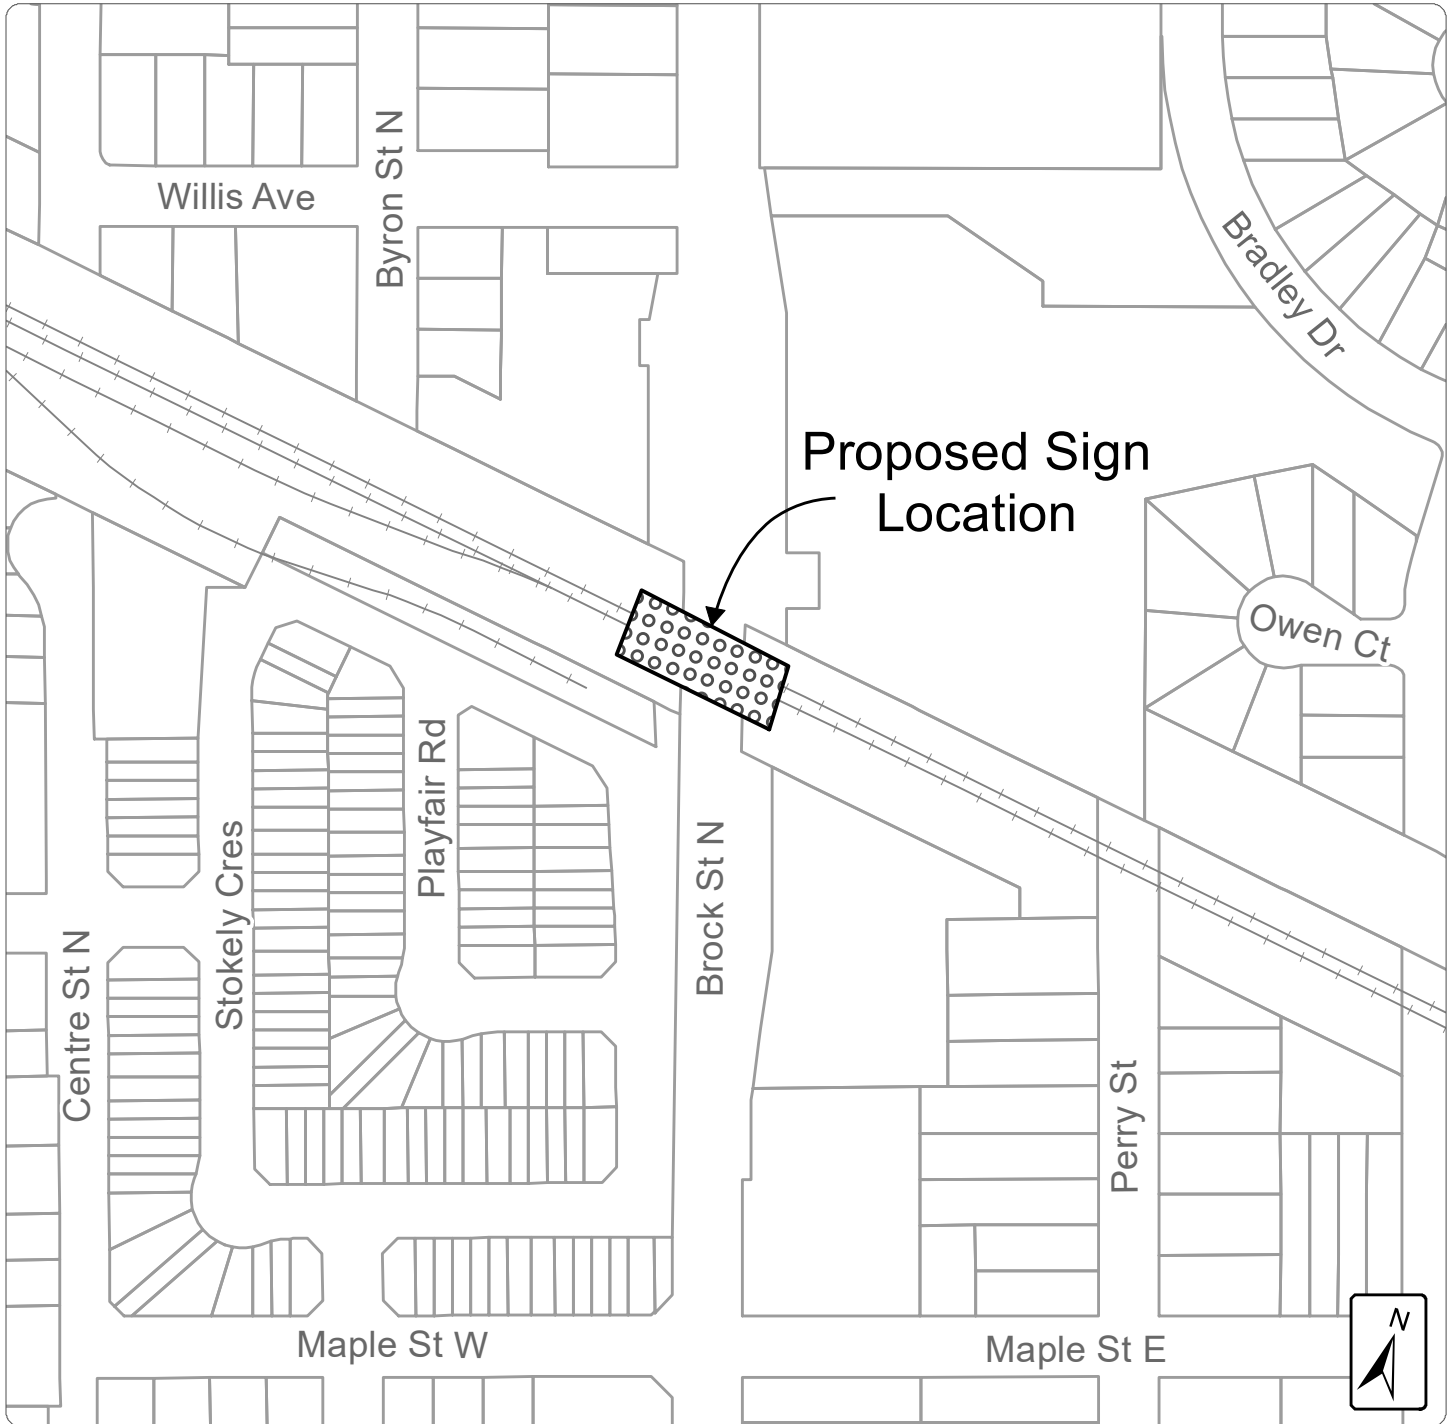 Willis Ave
Byron St N
Bradley Dr
Proposed Sign
Location
Owen Ct
Playfair Rd
Stokely Cres
Brock St N
Centre St N
Perry St
Maple St W
Maple St E
N